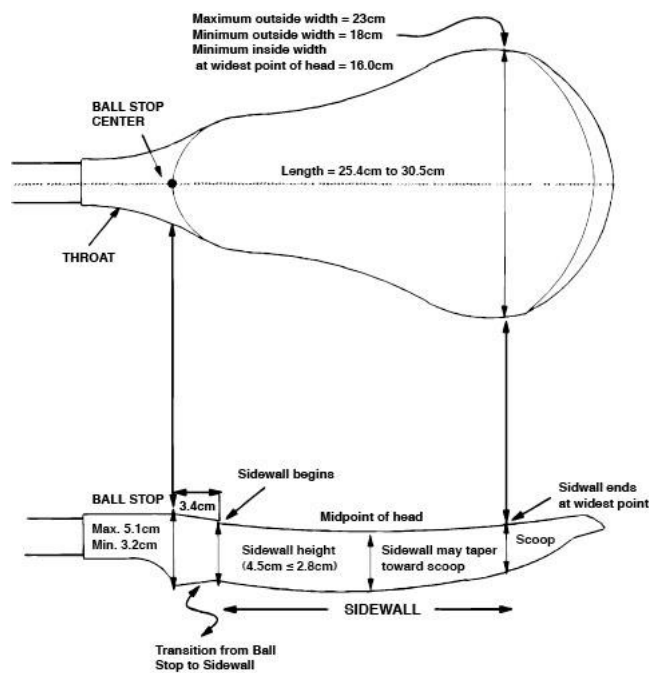 Maximum outside width = 23cm
Minimum outside width = 18cm
Minimum inside width
at widest point of head = 16.0cm
BALL STOP
CENTER
Length = 25.4cm to 30.5cm
THROAT
Sidewall begins
BALL STOP
3.4cm
Midpoint of head
Sidwall ends
at widest point
Max. 5.1cm
Min. 3.2cm
Sidewall height
(4.5cm ≤ 2.8cm)
Sidewall may taper
toward scoop
Scoop
SIDEWALL
Transition from Ball
Stop to Sidewall